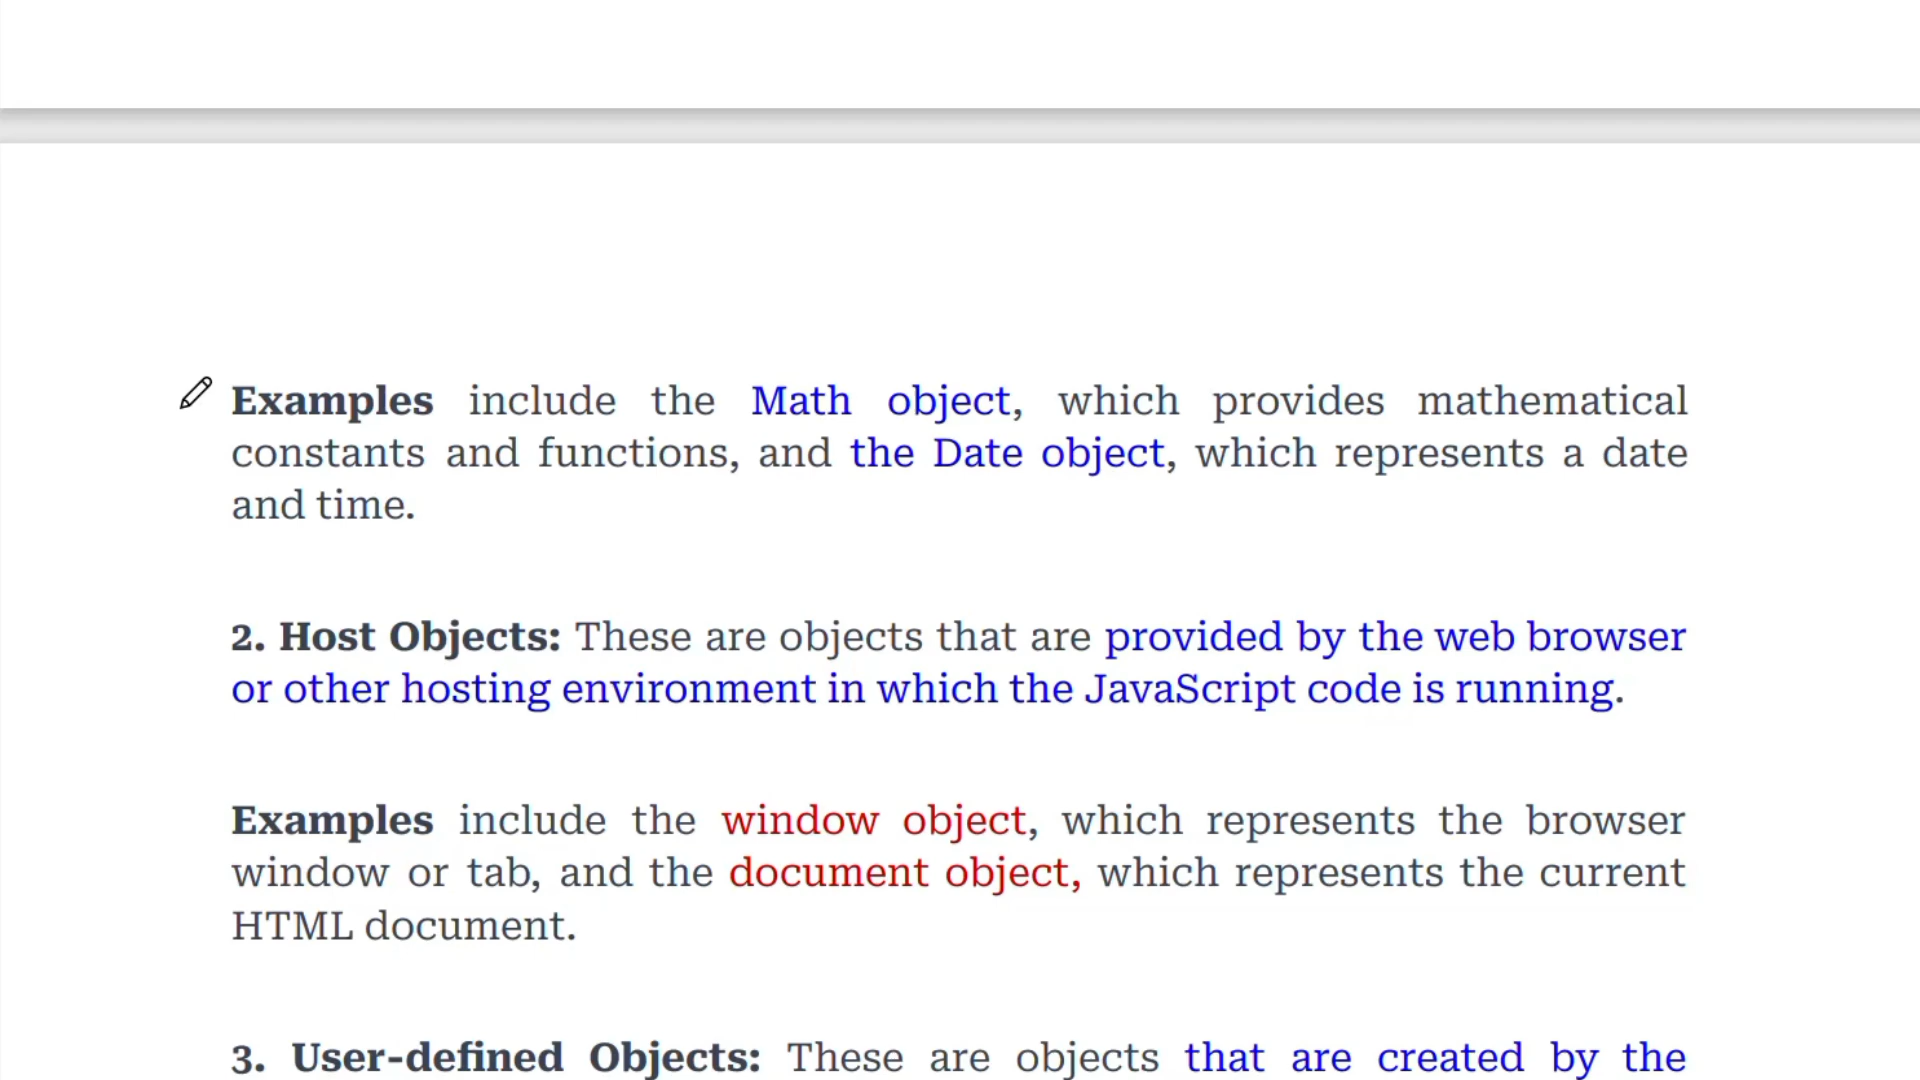 Examples include the Math object, which provides mathematical
constants and functions, and the Date object, which represents a date
and time.
2. Host Objects: These are objects that are provided by the web browser
or other hosting environment in which the JavaScript code is running.
Examples include the window object, which represents the browser
window or tab, and the document object, which represents the current
HTML document.
3. User-defined Objects: These are objects that are created by the